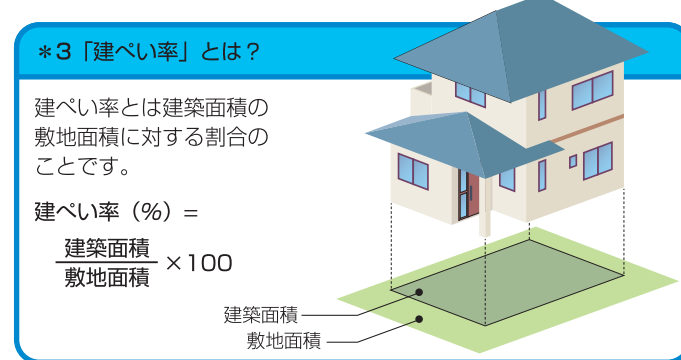 ＊3「建ぺい率」とは？
建ぺい率とは建築面積の
敷地面積に対する割合の
ことです。
建ぺい率（%）＝
建築面積
敷地面積
×100
建築面積
敷地面積